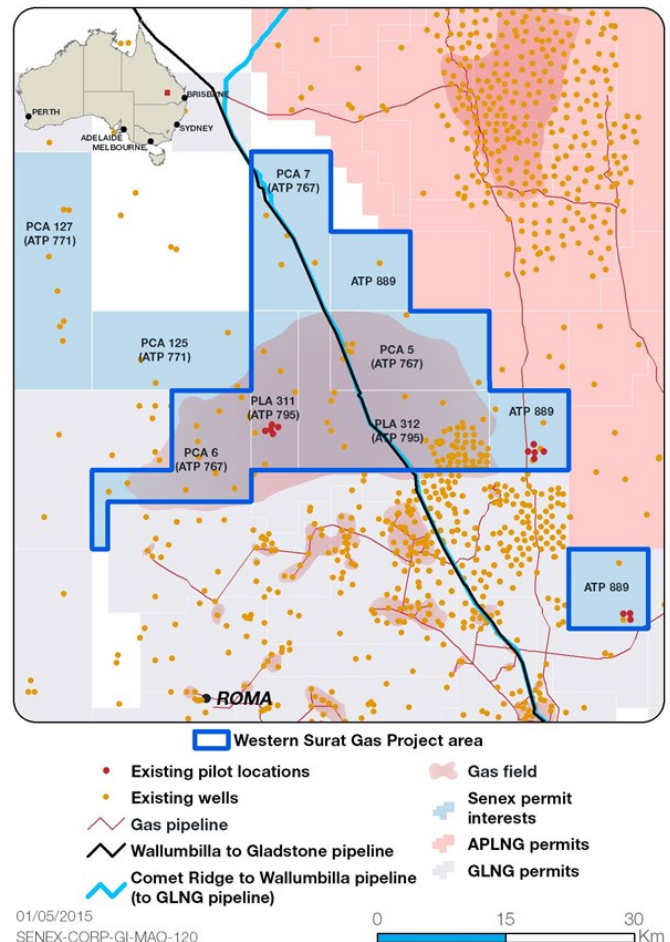 BRISBANE
PERTH
SYDNEY
ADELAIDE
MELBOURNE
PCA 7
(ATP 767)
PCA 127
(ATP 771)
ATP 889
PCA 125
(ATP 771)
PCA 5
(ATP 767)
PLA 311
(ATP 795)
ATP 889
PLA 312
(ATP 795)
PCA 6
(ATP 767)
ATP 889
ROMA
Western Surat Gas Project area
Existing pilot locations
Existing wells
Gas pipeline
Wallumbilla to Gladstone pipeline
Comet Ridge to Wallumbilla pipeline
(to GLNG pipeline)
Gas field
Senex permit
interests
APLNG permits
GLNG permits
01/05/2015
SENEX-CORP-GI-MAO-120
0 15 30
Km